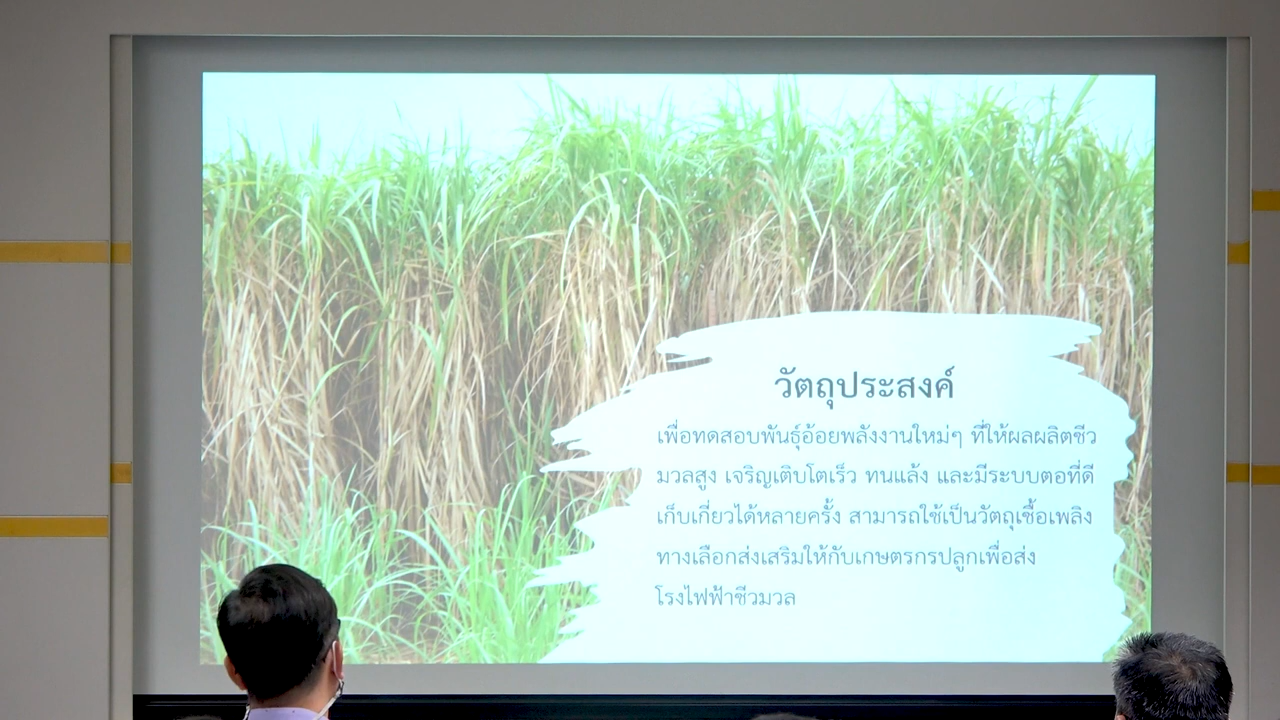 วัตถุประสงค์
เพื่อทดสอบพันธุ์อ้อยพลังงานใหม่ๆ ที่ให้ผลผลิตชีว
มวลสูง เจริญเติบโตเร็ว ทนแล้ง และมีระบบตอที่ดี
เก็บเกี่ยวได้หลายครั้ง สามารถใช้เป็นวัตถุเชื้อเพลิง
ทางเลือกส่งเสริมให้กับเกษตรกรปลูกเพื่อส่ง
โรงไฟฟ้าชีวมวล